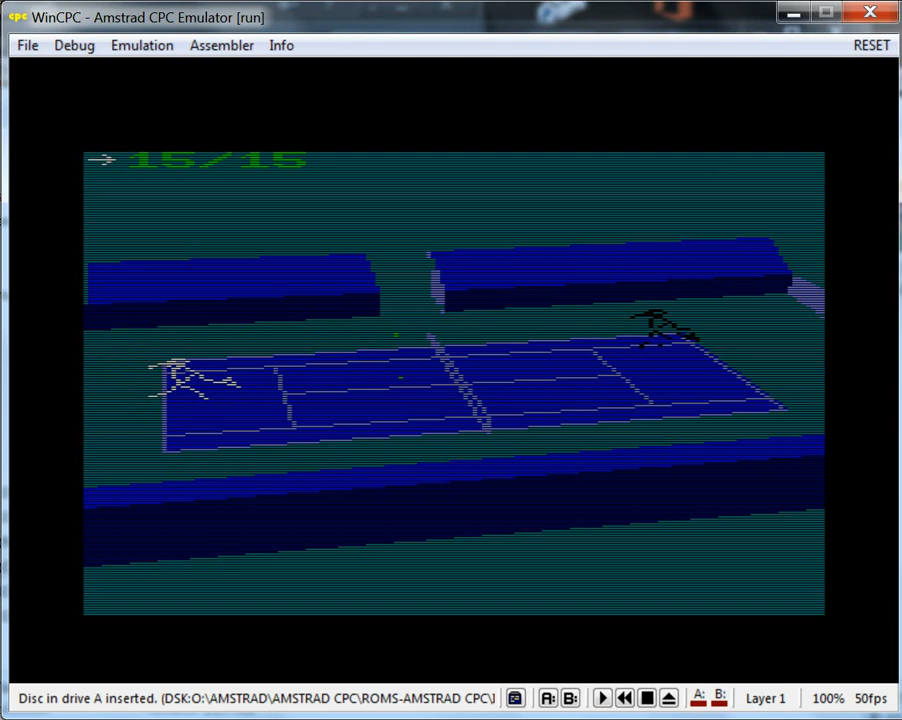 cpc WinCPC - Amstrad CPC Emulator [run]
File Debug Emulation Assembler Info RESET
15/15
Disc in drive A inserted. (DSK:O:\AMSTRAD\AMSTRAD CPC\ROMS-AMSTRAD CPC\] A: B: A: B: Layer 1 100% 50fps